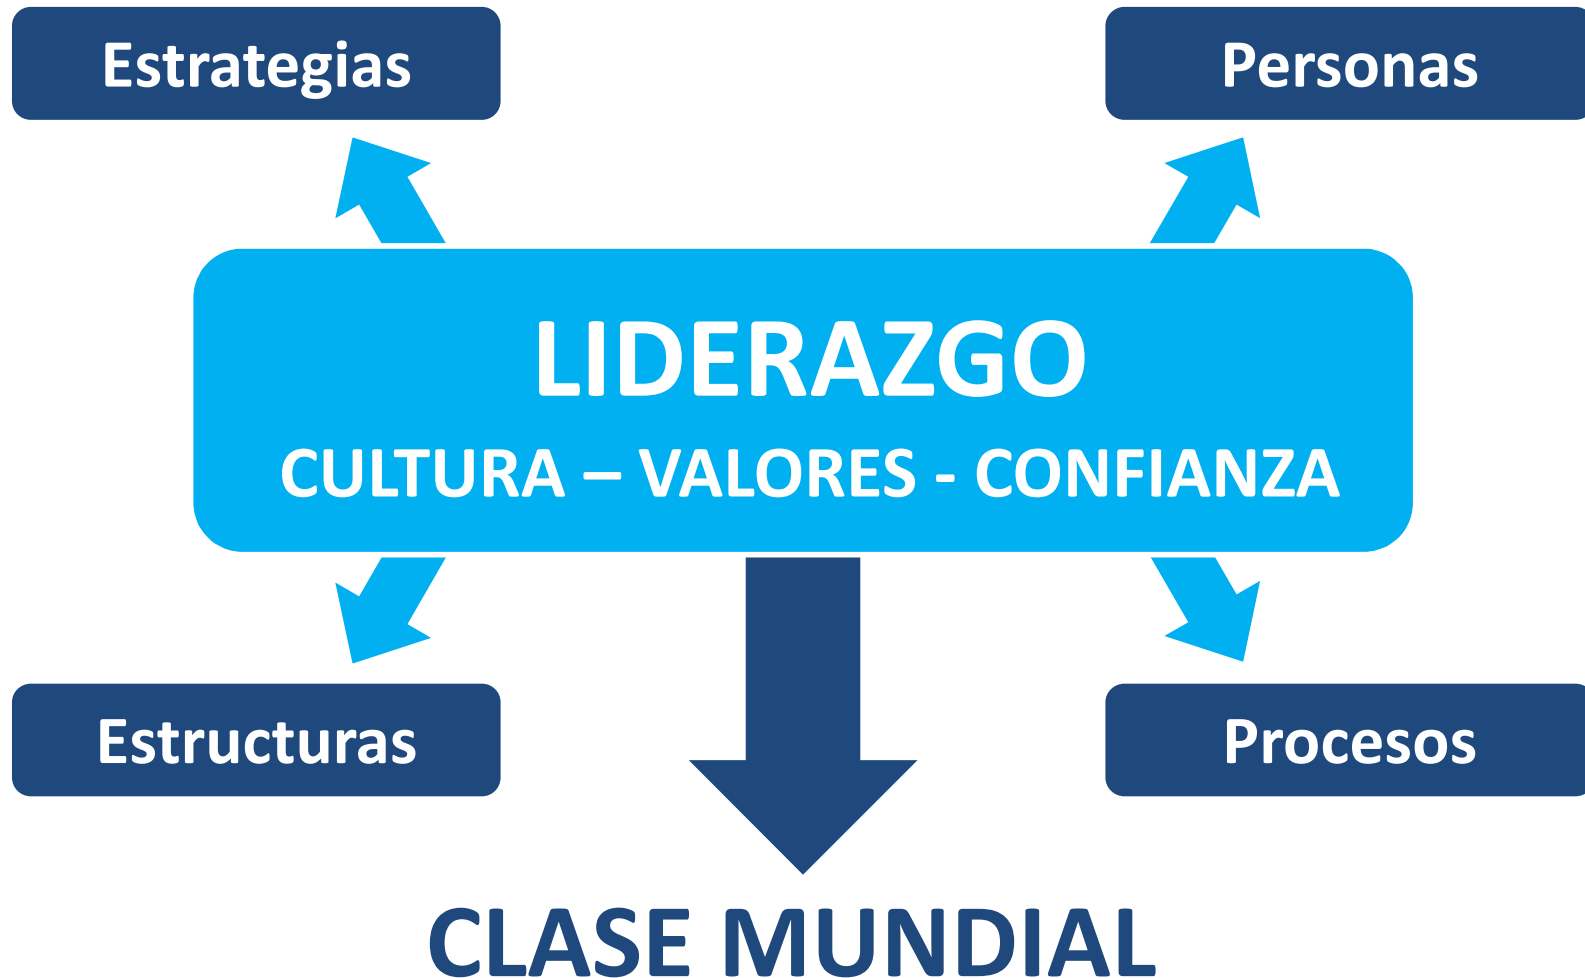 Estrategias
Personas
LIDERAZGO
CULTURA – VALORES - CONFIANZA
Estructuras
Procesos
CLASE MUNDIAL